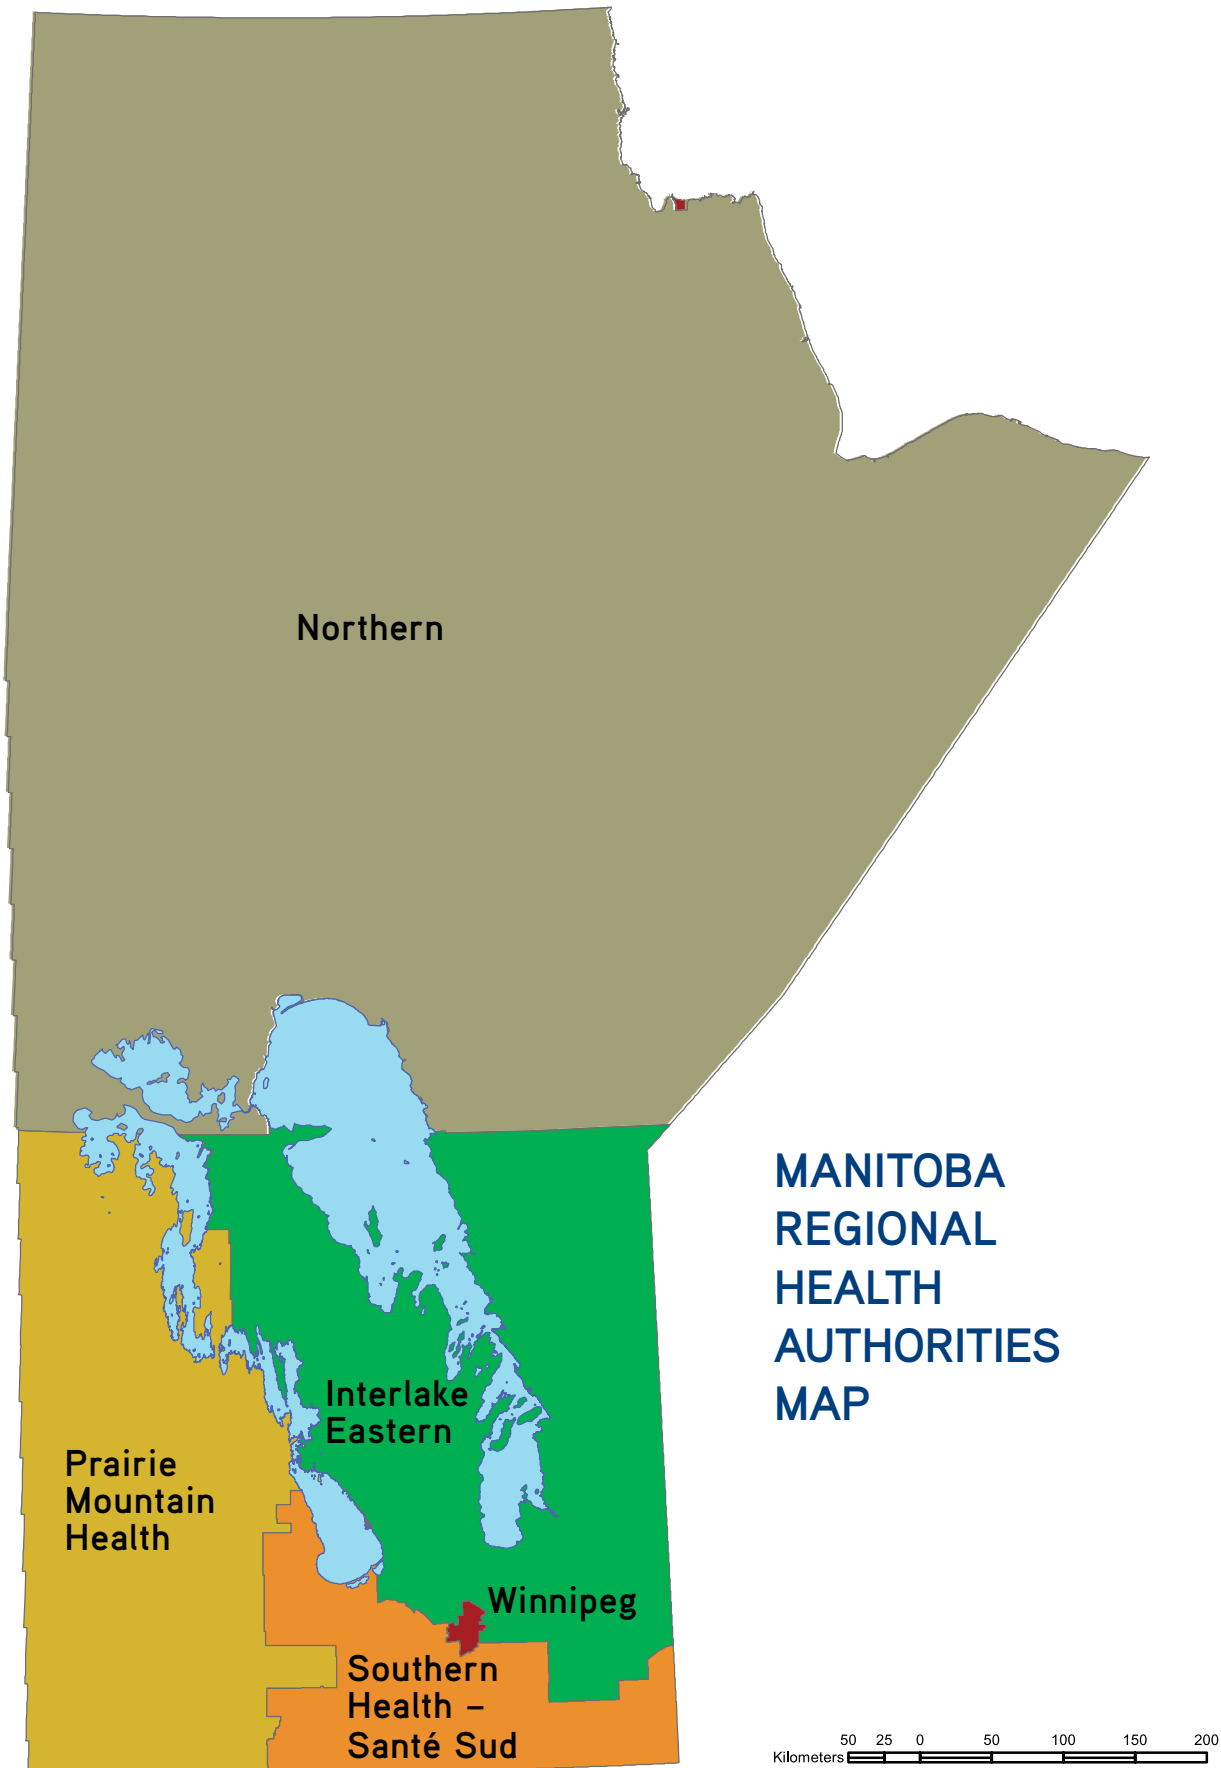 Northern
MANITOBA
REGIONAL
HEALTH
AUTHORITIES
MAP
Interlake
Eastern
Prairie
Mountain
Health
Winnipeg
Southern
Health –
Santé Sud
50 25 0 50 100 150 200
Kilometers